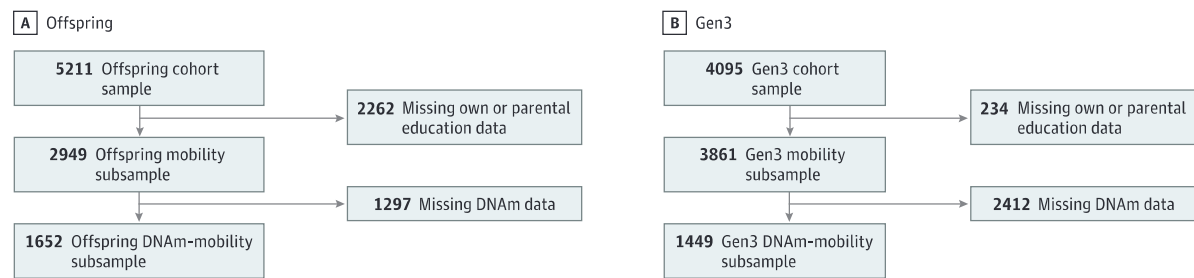 A Offspring
5211 Offspring cohort
sample
2262 Missing own or parental
education data
2949 Offspring mobility
subsample
1297 Missing DNAm data
1652 Offspring DNAm-mobility
subsample
B Gen3
4095 Gen3 cohort
sample
234 Missing own or parental
education data
3861 Gen3 mobility
subsample
2412 Missing DNAm data
1449 Gen3 DNAm-mobility
subsample